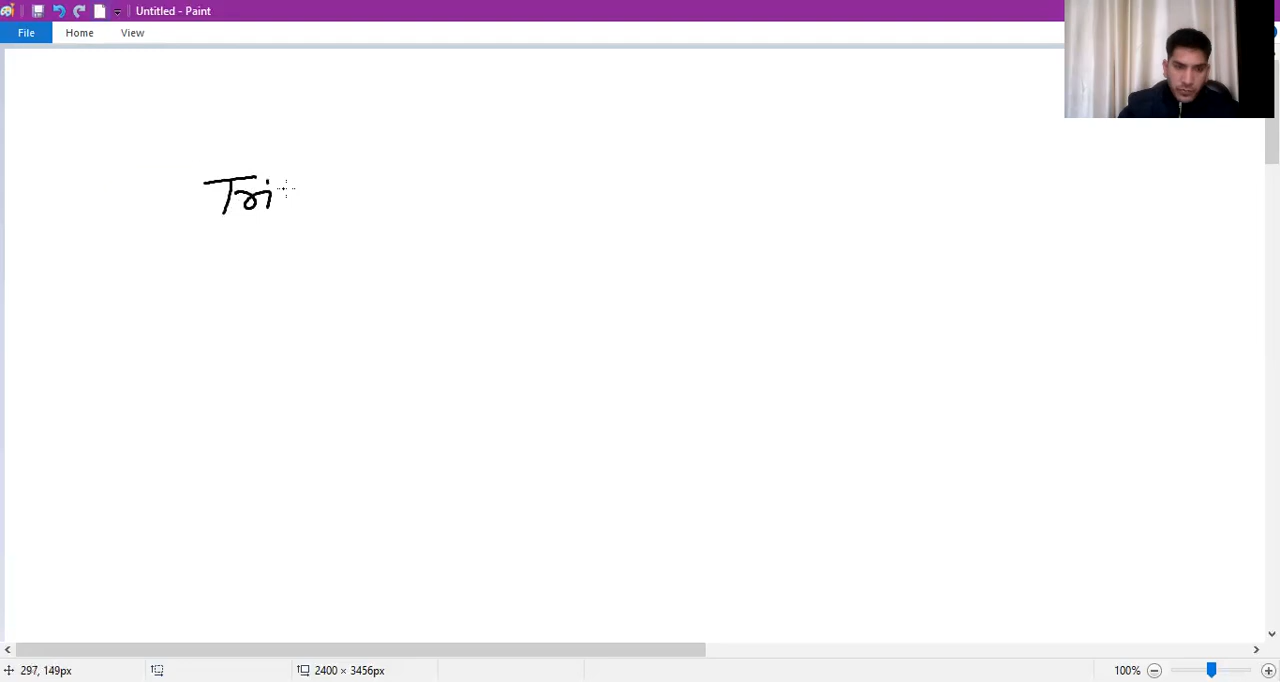 Untitled - Paint
File Home View
Tri
297, 149px 2400 × 3456px 100%